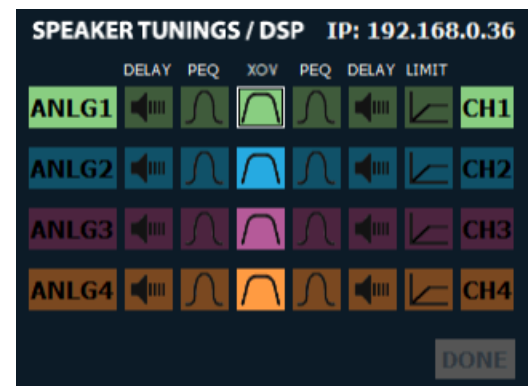 SPEAKER TUNINGS / DSP IP: 192.168.0.36
DELAY PEQ XOV PEQ DELAY LIMIT
ANLG1 CH1
ANLG2 CH2
ANLG3 CH3
ANLG4 CH4
DONE